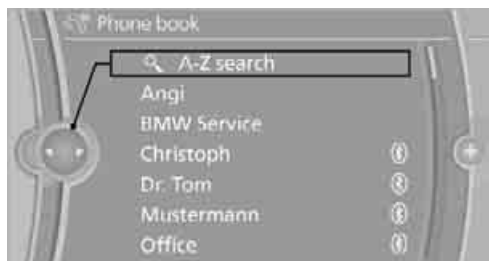 Phone book
A-Z search
Angi
BMW Service
Christoph
Dr. Tom
Mustermann
Office